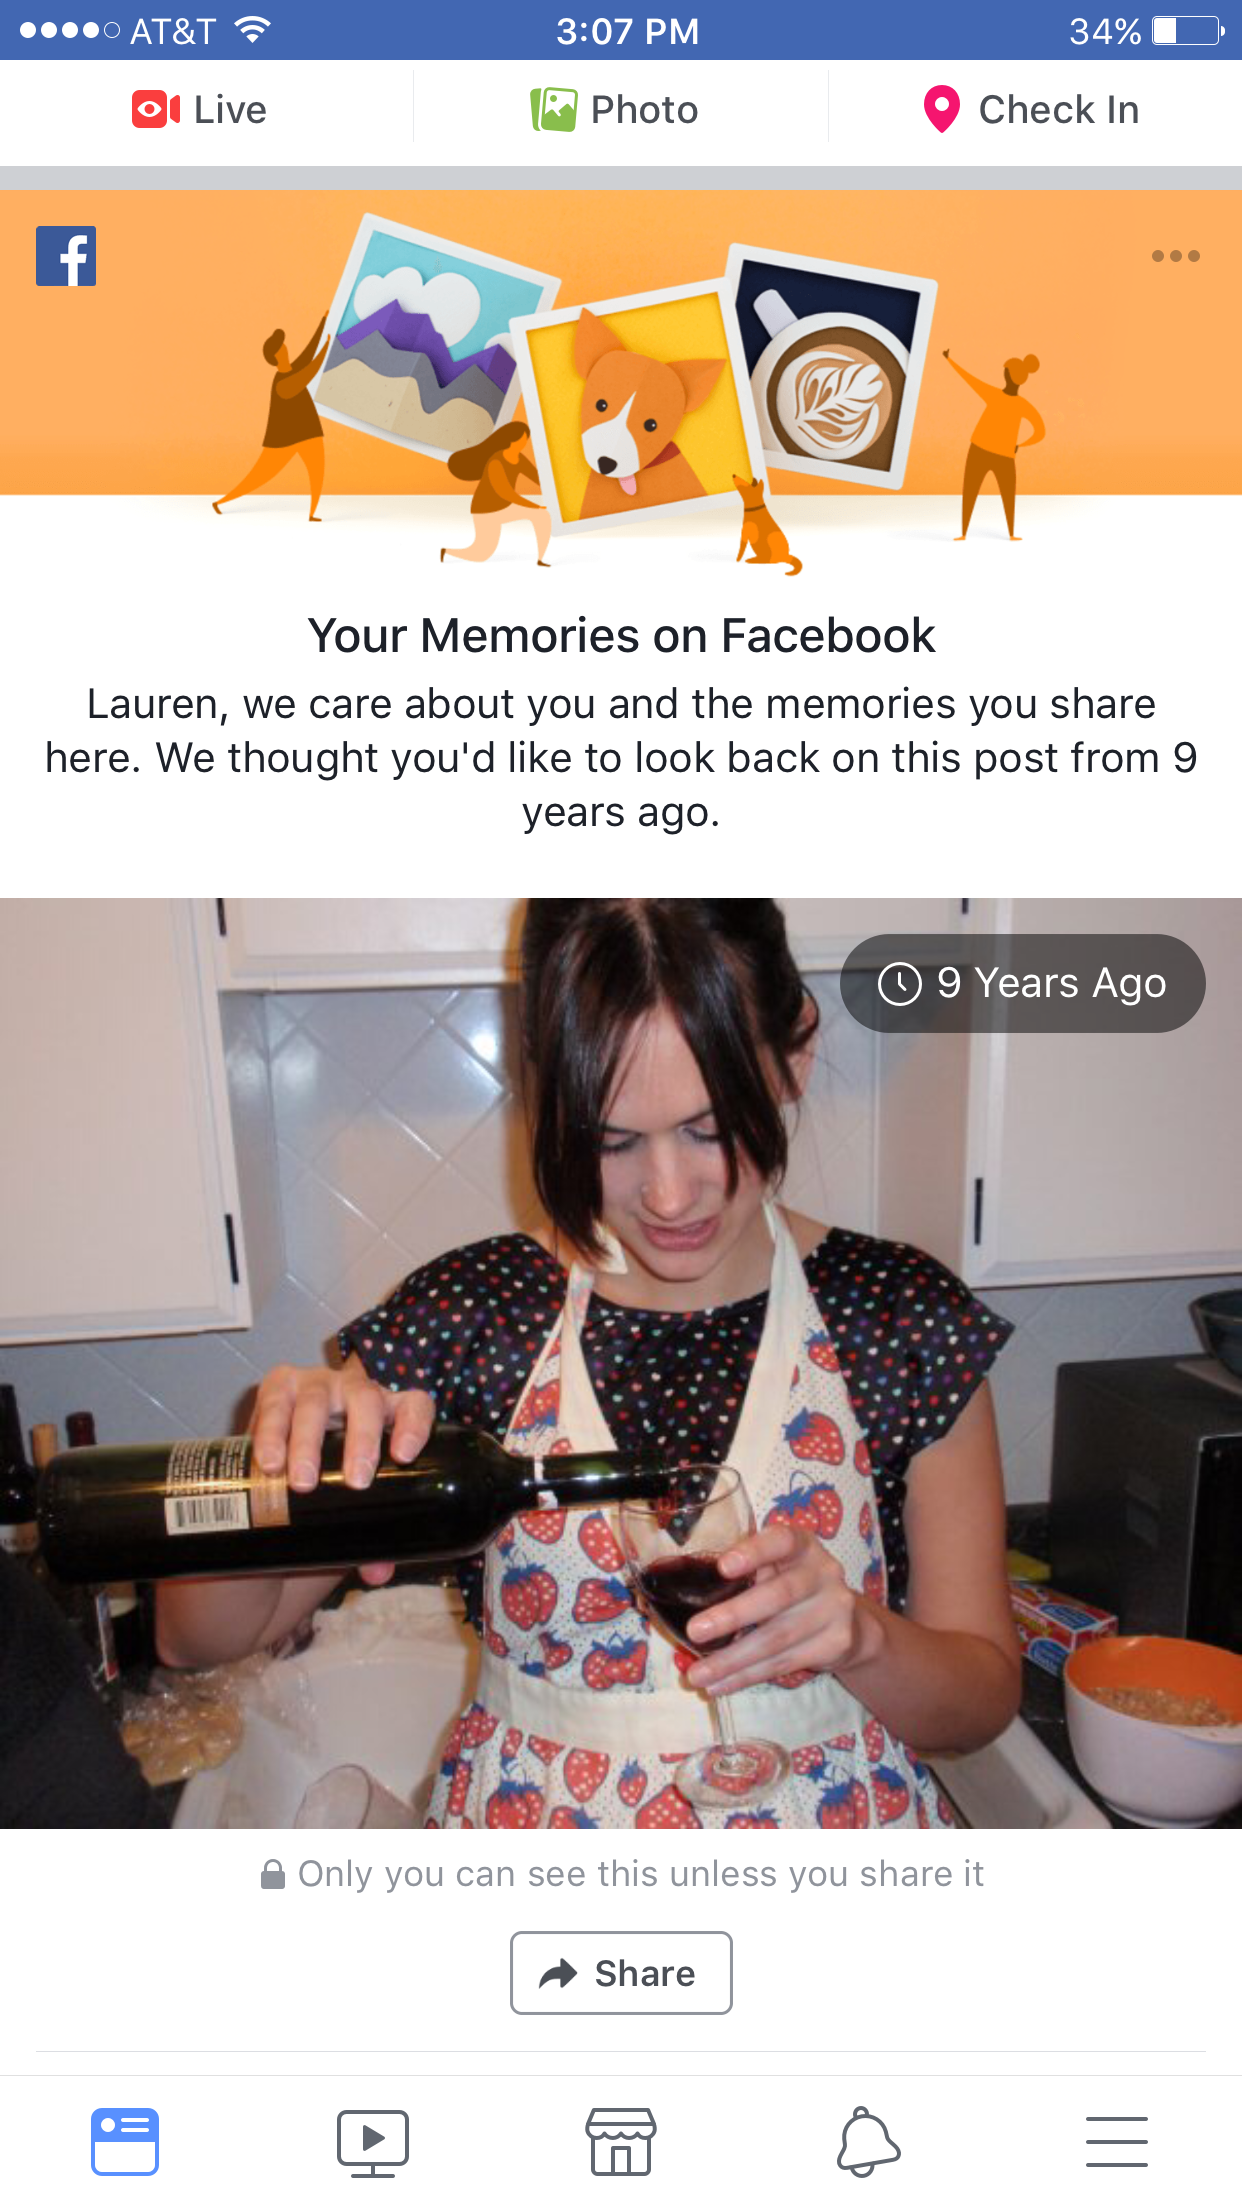 AT&T 3:07 PM 34%
Live Photo Check In
Your Memories on Facebook
Lauren, we care about you and the memories you share
here. We thought you'd like to look back on this post from 9
years ago.
9 Years Ago
Only you can see this unless you share it
Share